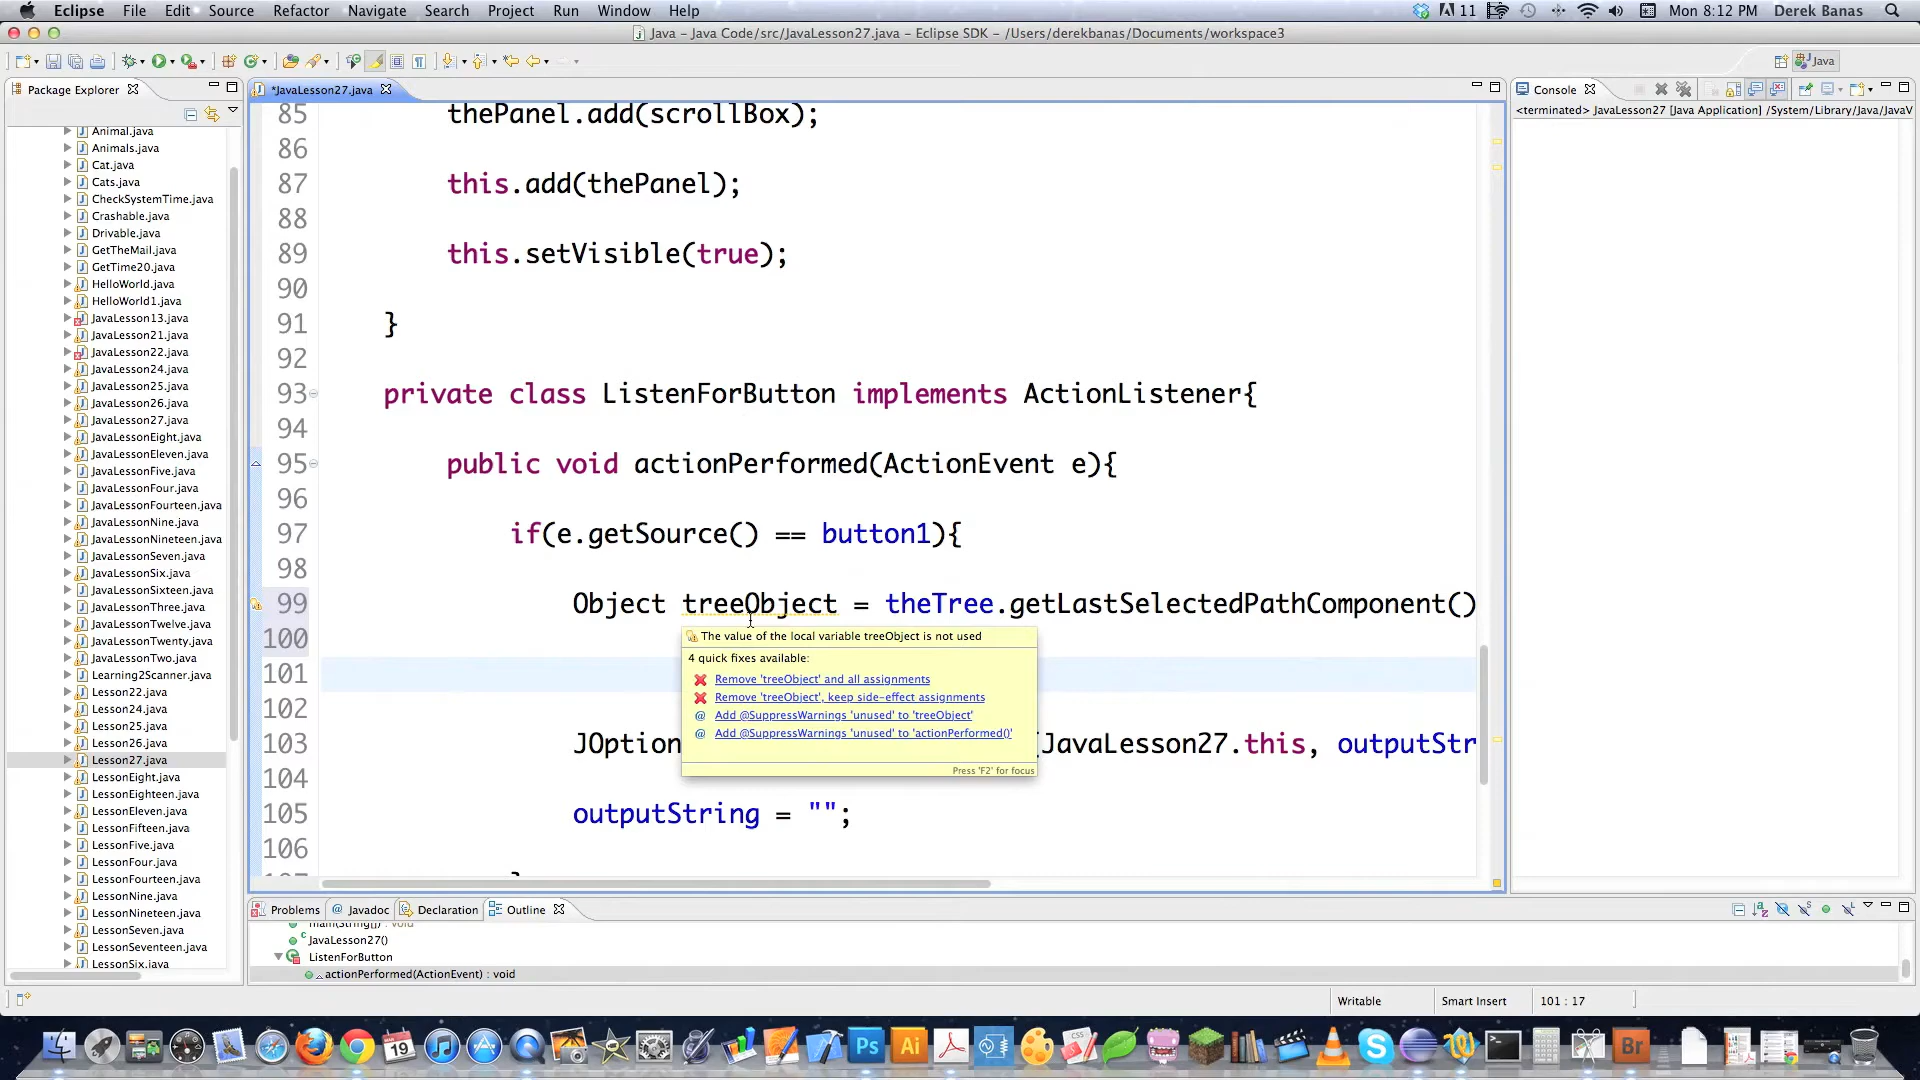 Eclipse File Edit Source Refactor Navigate Search Project Run Window Help 11 Mon 8:12 PM Derek Banas
Java – Java Code/src/JavaLesson27.java – Eclipse SDK – /Users/derekbanas/Documents/workspace3
Java
Package Explorer
Animal.java
Animals.java
Cat.java
Cats.java
CheckSystemTime.java
Crashable.java
Drivable.java
GetTheMail.java
GetTime20.java
HelloWorld.java
HelloWorld1.java
JavaLesson13.java
JavaLesson21.java
JavaLesson22.java
JavaLesson24.java
JavaLesson25.java
JavaLesson26.java
JavaLesson27.java
JavaLessonEight.java
JavaLessonEleven.java
JavaLessonFive.java
JavaLessonFour.java
JavaLessonFourteen.java
JavaLessonNine.java
JavaLessonNineteen.java
JavaLessonSeven.java
JavaLessonSix.java
JavaLessonSixteen.java
JavaLessonThree.java
JavaLessonTwelve.java
JavaLessonTwenty.java
JavaLessonTwo.java
Learning2Scanner.java
Lesson22.java
Lesson24.java
Lesson25.java
Lesson26.java
Lesson27.java
LessonEight.java
LessonEighteen.java
LessonEleven.java
LessonFifteen.java
LessonFive.java
LessonFour.java
LessonFourteen.java
LessonNine.java
LessonNineteen.java
LessonSeven.java
LessonSeventeen.java
LessonSix.java
*JavaLesson27.java
85 thePanel.add(scrollBox);
86
87 this.add(thePanel);
88
89 this.setVisible(true);
90
91 }
92
93 private class ListenForButton implements ActionListener{
94
95 public void actionPerformed(ActionEvent e){
96
97 if(e.getSource() == button1){
98
99 Object treeObject = theTree.getLastSelectedPathComponent()
100
101
102
103 JOption JavaLesson27.this, outputStr
104
105 outputString = "";
106
107 }
The value of the local variable treeObject is not used
4 quick fixes available:
Remove 'treeObject' and all assignments
Remove 'treeObject', keep side-effect assignments
@ Add @SuppressWarnings 'unused' to 'treeObject'
@ Add @SuppressWarnings 'unused' to 'actionPerformed()'
Press 'F2' for focus
Console
<terminated> JavaLesson27 [Java Application] /System/Library/Java/JavaV
Problems @ Javadoc Declaration Outline
main(String[]) : void
JavaLesson27()
ListenForButton
actionPerformed(ActionEvent) : void
Writable Smart Insert 101 : 17
19 Ps Ai Br